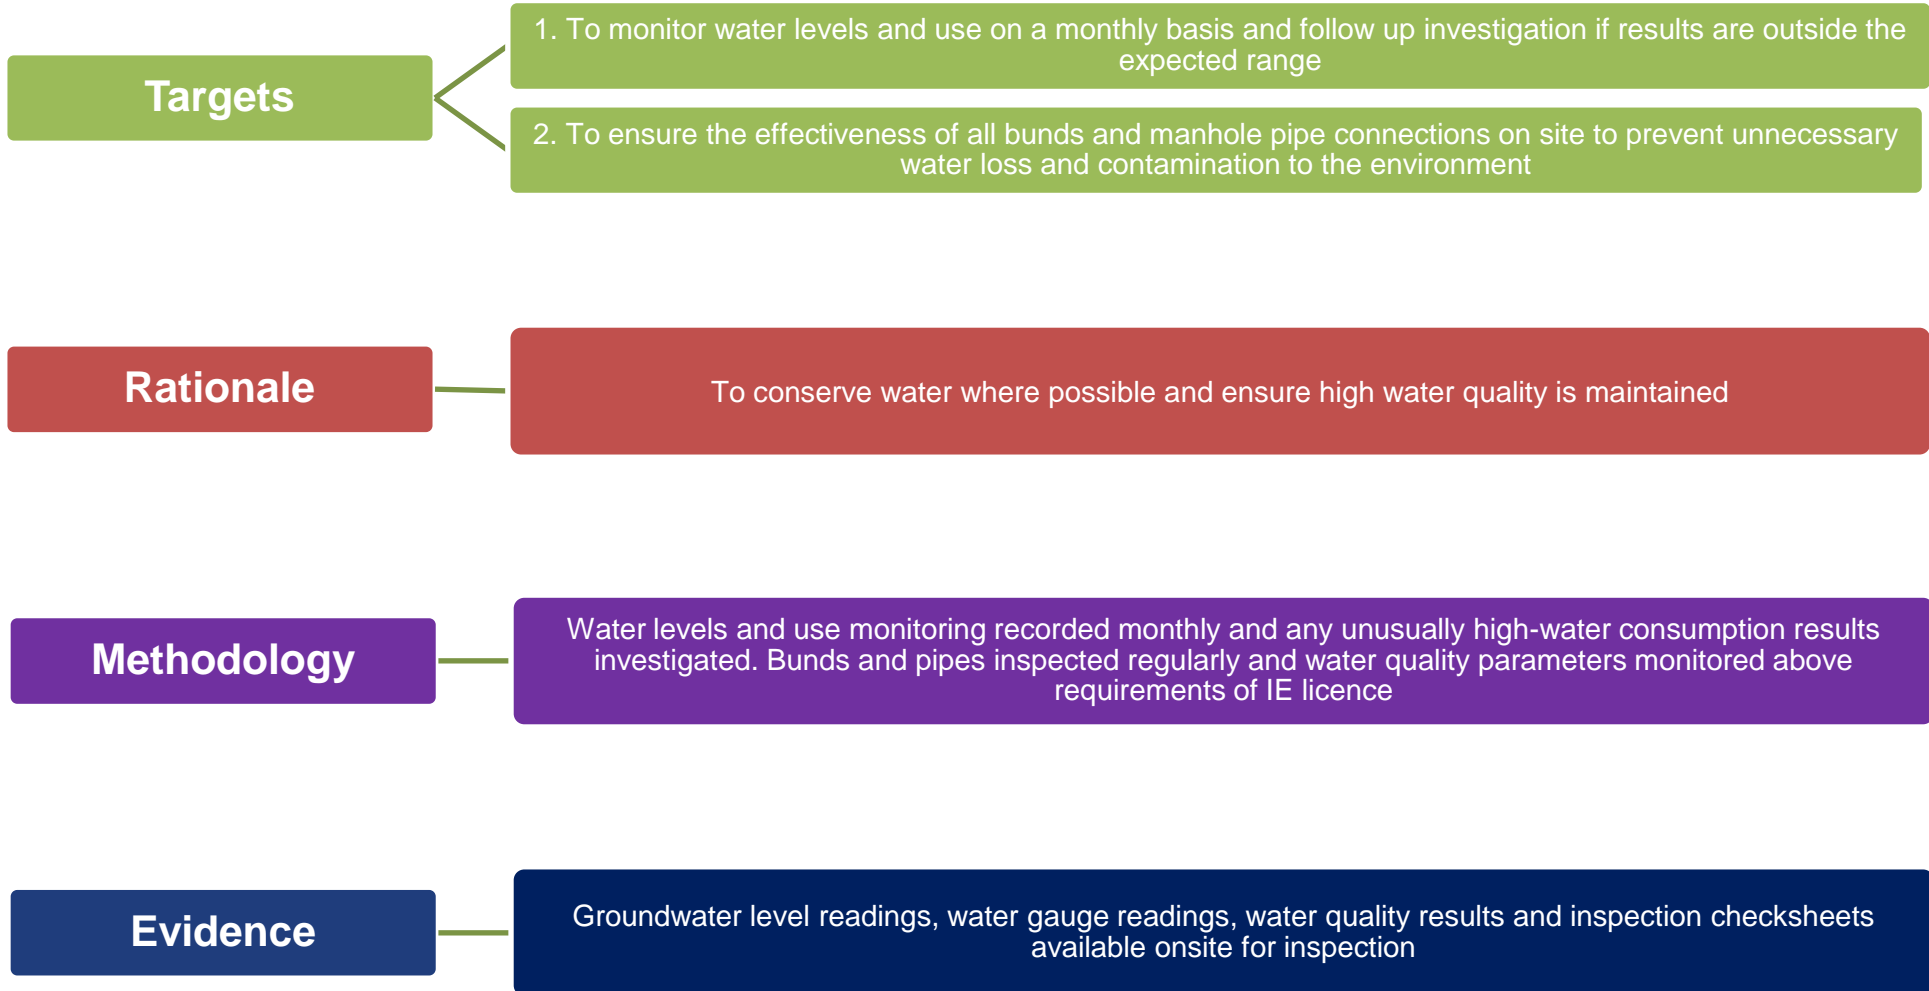 Targets
1. To monitor water levels and use on a monthly basis and follow up investigation if results are outside the
expected range
2. To ensure the effectiveness of all bunds and manhole pipe connections on site to prevent unnecessary
water loss and contamination to the environment
Rationale
To conserve water where possible and ensure high water quality is maintained
Methodology
Water levels and use monitoring recorded monthly and any unusually high-water consumption results
investigated. Bunds and pipes inspected regularly and water quality parameters monitored above
requirements of IE licence
Evidence
Groundwater level readings, water gauge readings, water quality results and inspection checksheets
available onsite for inspection